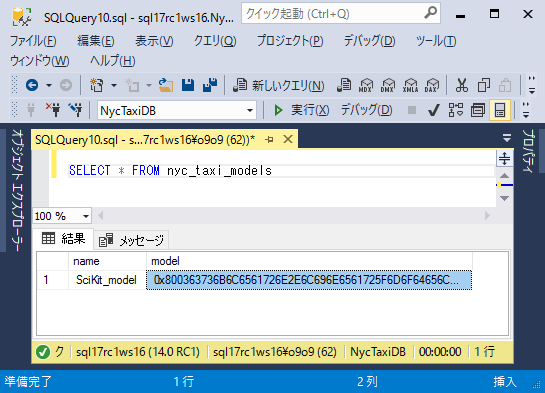 SQLQuery10.sql - sql17rc1ws16.Ny...
クイック起動 (Ctrl+Q)
ファイル(F) 編集(E) 表示(V) クエリ(Q) プロジェクト(P) デバッグ(D) ツール(T)
ウィンドウ(W) ヘルプ(H)
新しいクエリ(N) MDX DMX XMLA DAX
NycTaxiDB 実行(X) デバッグ(D)
オブジェクト エクスプローラー
SQLQuery10.sql - s...7rc1ws16¥o9o9 (62))*
プロパティ
SELECT * FROM nyc_taxi_models
100 %
結果 メッセージ
name model
1 SciKit_model 0x800363736B6C6561726E2E6C696E6561725F6D6F64656C...
ク sql17rc1ws16 (14.0 RC1) sql17rc1ws16¥o9o9 (62) NycTaxiDB 00:00:00 1 行
準備完了 1 行 2 列 挿入